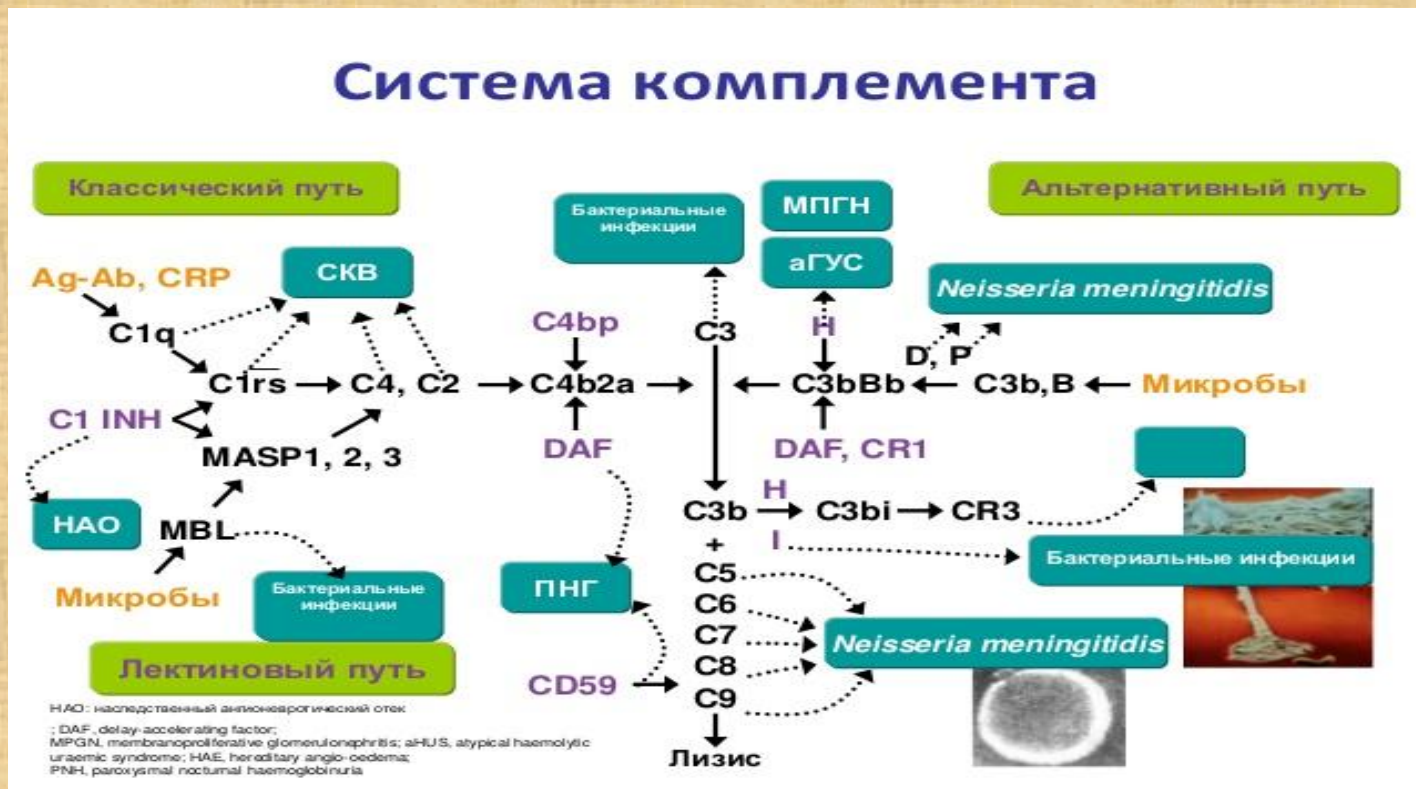 Система комплемента
Классический путь
Альтернативный путь
Бактериальные
инфекции
МПГН
аГУС
СКВ
Neisseria meningitidis
Ag-Ab, CRP
C1q
C4bp
C3
H
D, P
C1rs
C4, C2
C4b2a
C3bBb
C3b,B
Микробы
C1 INH
MASP1, 2, 3
DAF
DAF, CR1
НАО
MBL
H
C3b
C3bi
CR3
I
+
Бактериальные инфекции
Микробы
Бактериальные
инфекции
ПНГ
C5
C6
C7
C8
C9
Neisseria meningitidis
Лектиновый путь
CD59
Лизис
НАО: наследственный ангионевротический отек
; DAF, delay-accelerating factor;
MPGN, membranoproliferative glomerulonephritis; aHUS, atypical haemolytic
uraemic syndrome; HAE, hereditary angio-oedema;
PNH, paroxysmal nocturnal haemoglobinuria